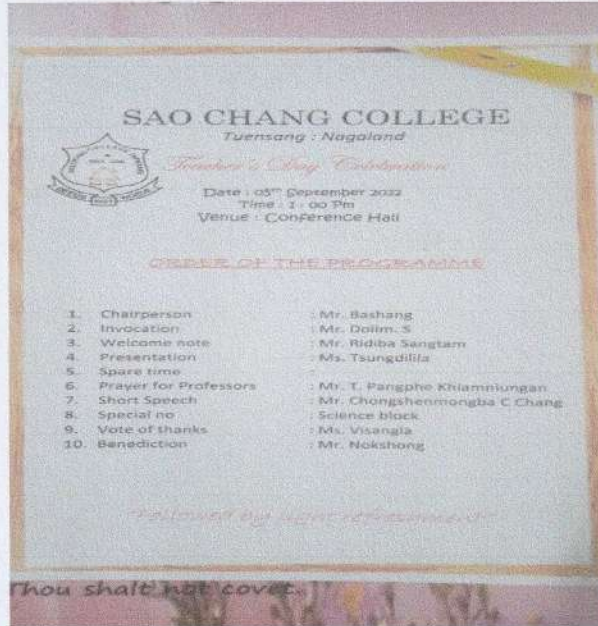 SAO CHANG COLLEGE
Tuensang : Nagaland
Teacher's Day Celebration
Date : 05th September 2022
Time : 1 : 00 Pm
Venue : Conference Hall
ORDER OF THE PROGRAMME
1. Chairperson : Mr. Bashang
2. Invocation : Mr. Dolim. S
3. Welcome note : Mr. Ridiba Sangtam
4. Presentation : Ms. Tsungdilila
5. Spare time :
6. Prayer for Professors : Mr. T. Pangphe Khiamniungan
7. Short Speech : Mr. Chongshenmongba C Chang
8. Special no : Science block
9. Vote of thanks : Ms. Visangla
10. Benediction : Mr. Nokshong
"Followed by light refreshment"
Thou shalt not covet.